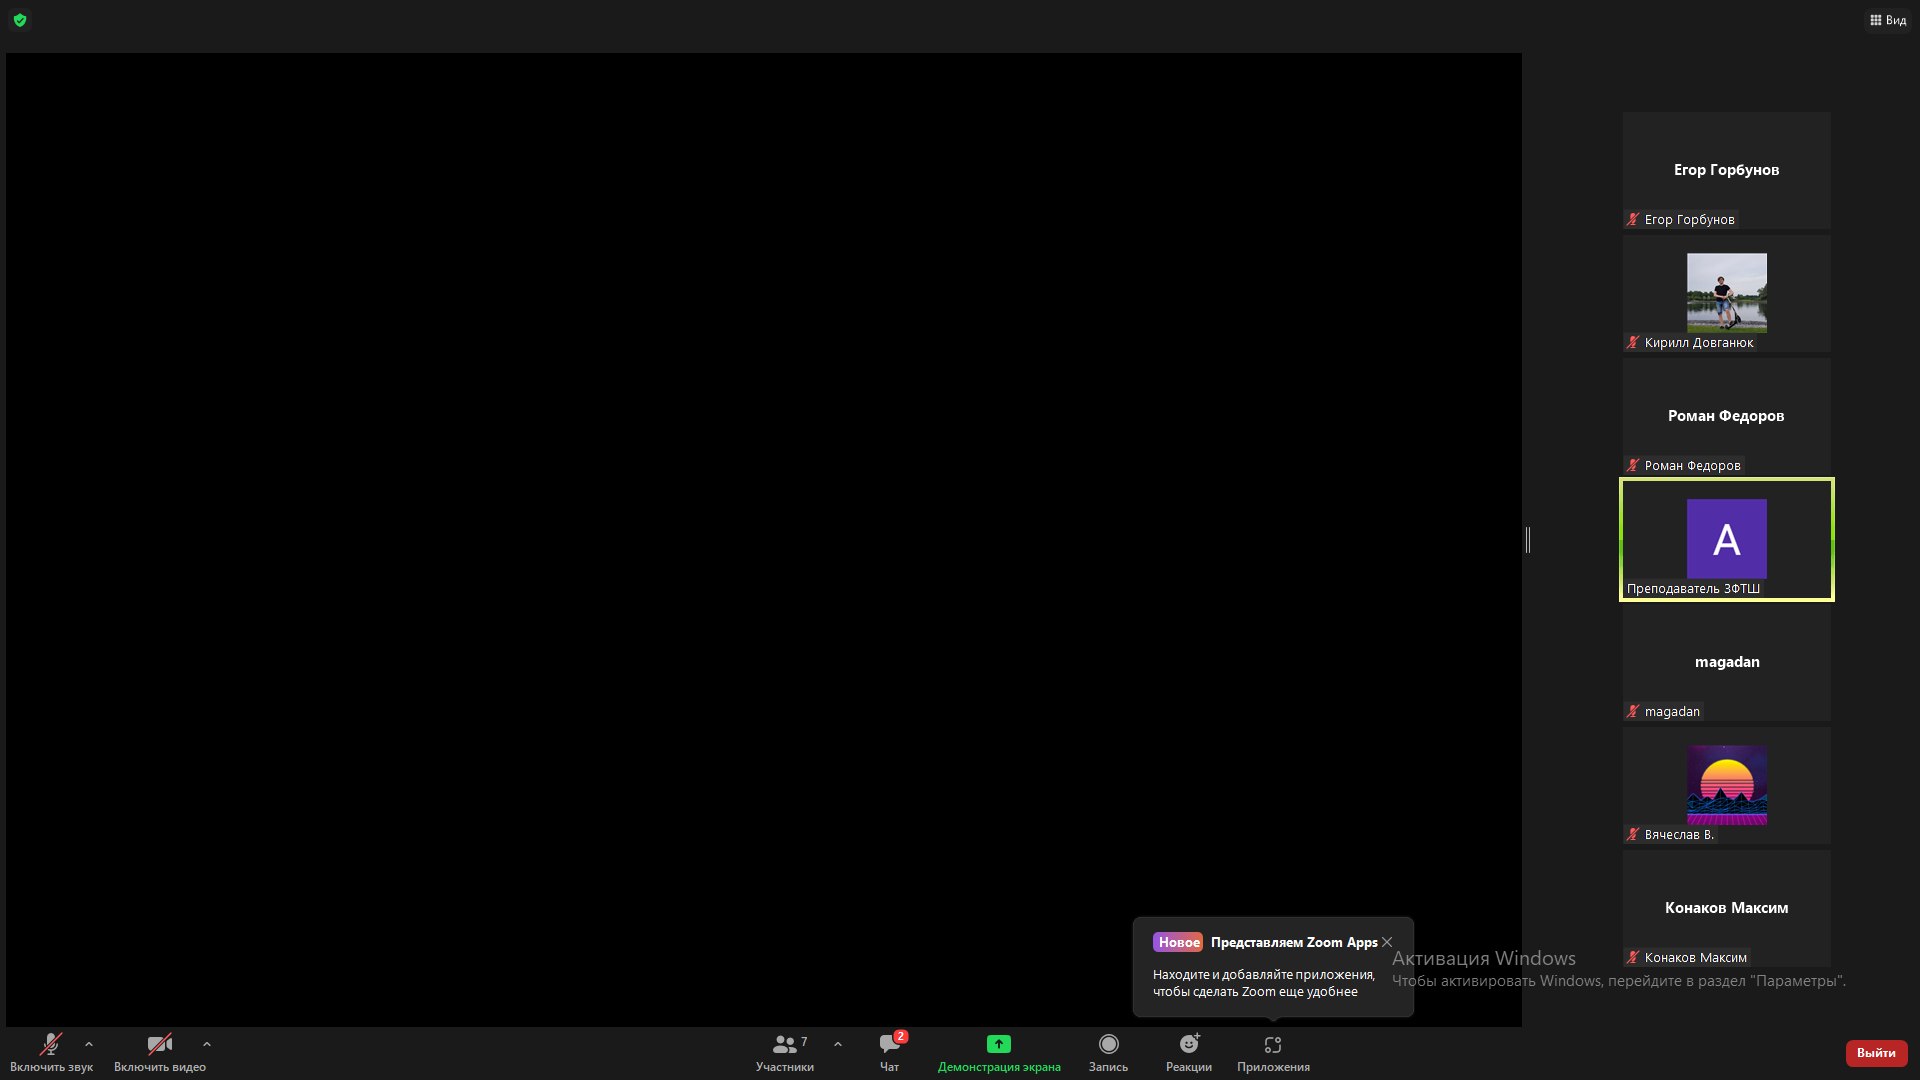 Вид
Егор Горбунов
Егор Горбунов
Кирилл Довганюк
Роман Федоров
Роман Федоров
A
Преподаватель ЗФТШ
magadan
magadan
Вячеслав В.
Конаков Максим
Конаков Максим
Новое Представляем Zoom Apps
Находите и добавляйте приложения,
чтобы сделать Zoom еще удобнее
Активация Windows
Чтобы активировать Windows, перейдите в раздел "Параметры".
Включить звук
Включить видео
7
Участники
2
Чат
Демонстрация экрана
Запись
Реакции
Приложения
Выйти